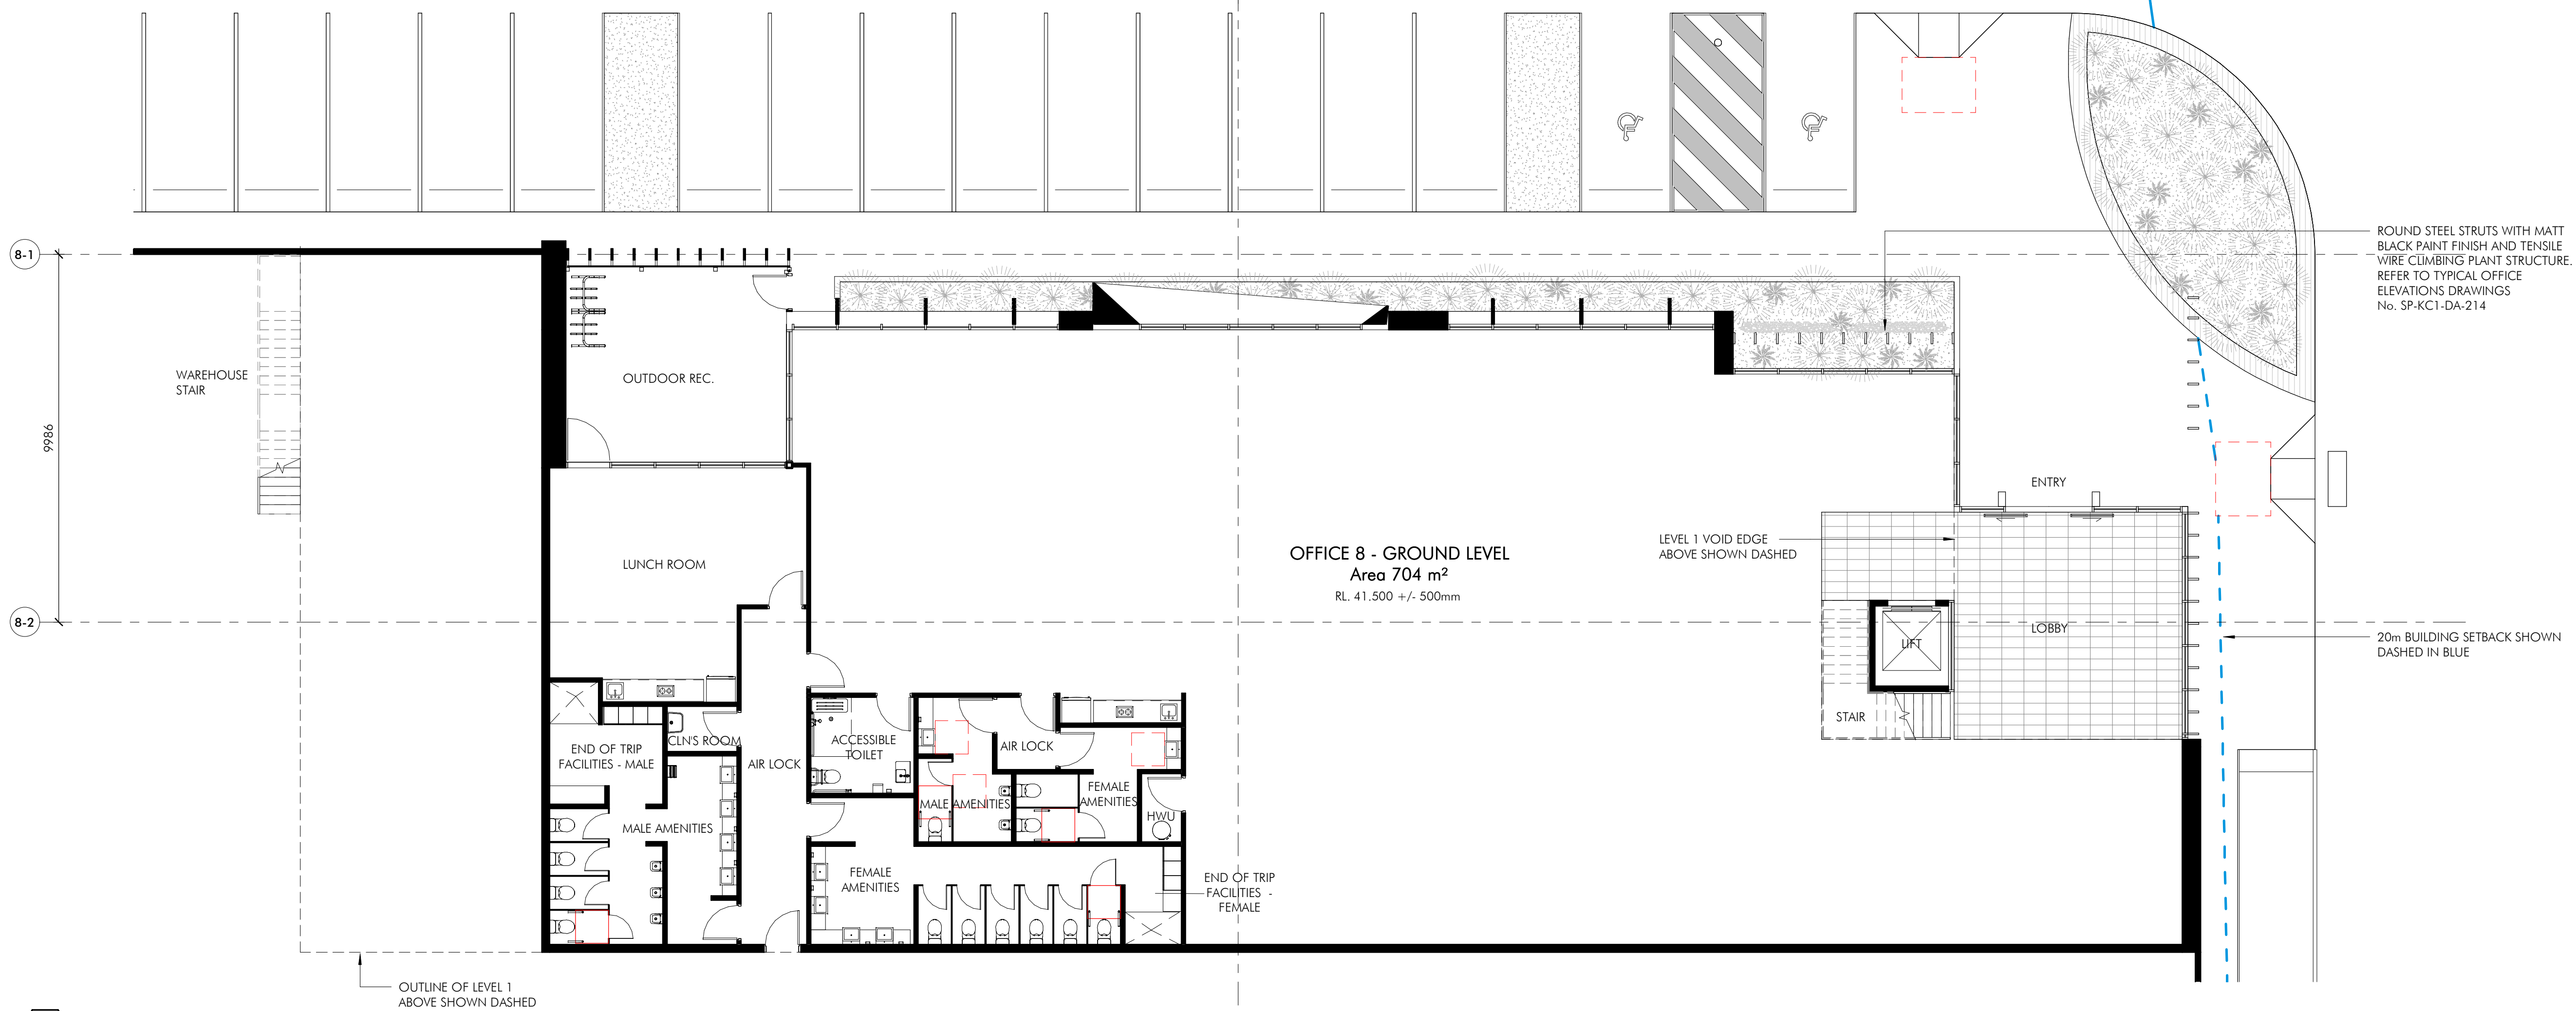 8-1
ROUND STEEL STRUTS WITH MATT
BLACK PAINT FINISH AND TENSILE
WIRE CLIMBING PLANT STRUCTURE.
REFER TO TYPICAL OFFICE
ELEVATIONS DRAWINGS
No. SP-KC1-DA-214
WAREHOUSE
STAIR
OUTDOOR REC.
9986
ENTRY
LUNCH ROOM
OFFICE 8 - GROUND LEVEL
Area 704 m²
RL. 41.500 +/- 500mm
LEVEL 1 VOID EDGE
ABOVE SHOWN DASHED
8-2
LIFT
LOBBY
20m BUILDING SETBACK SHOWN
DASHED IN BLUE
STAIR
CLN'S ROOM
END OF TRIP
FACILITIES - MALE
AIR LOCK
ACCESSIBLE
TOILET
AIR LOCK
MALE AMENITIES
FEMALE
AMENITIES
HWU
MALE AMENITIES
FEMALE
AMENITIES
END OF TRIP
FACILITIES -
FEMALE
OUTLINE OF LEVEL 1
ABOVE SHOWN DASHED